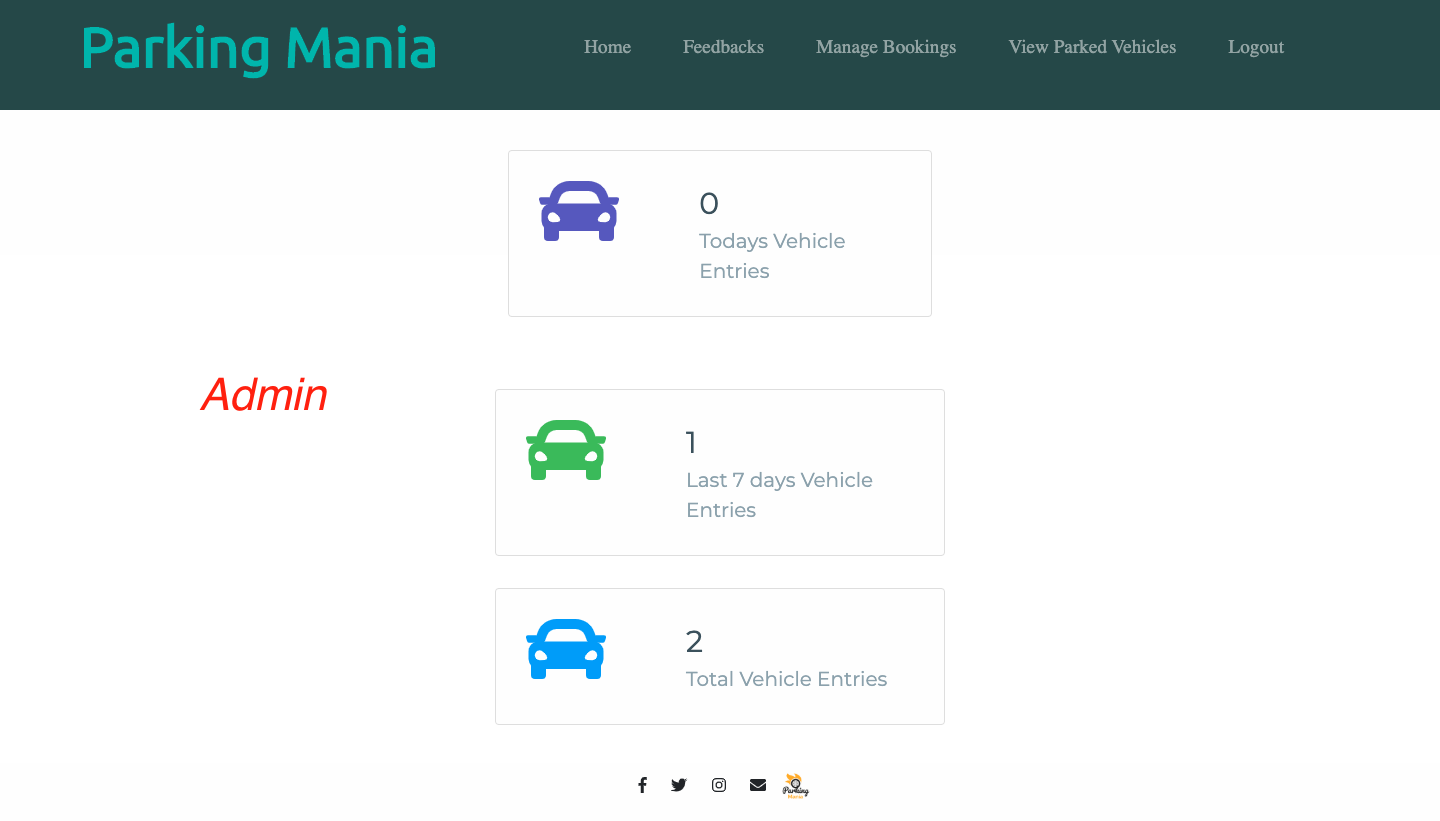 Parking Mania
Home Feedbacks Manage Bookings View Parked Vehicles Logout
0
Todays Vehicle
Entries
Admin
1
Last 7 days Vehicle
Entries
2
Total Vehicle Entries
Parking
Mania